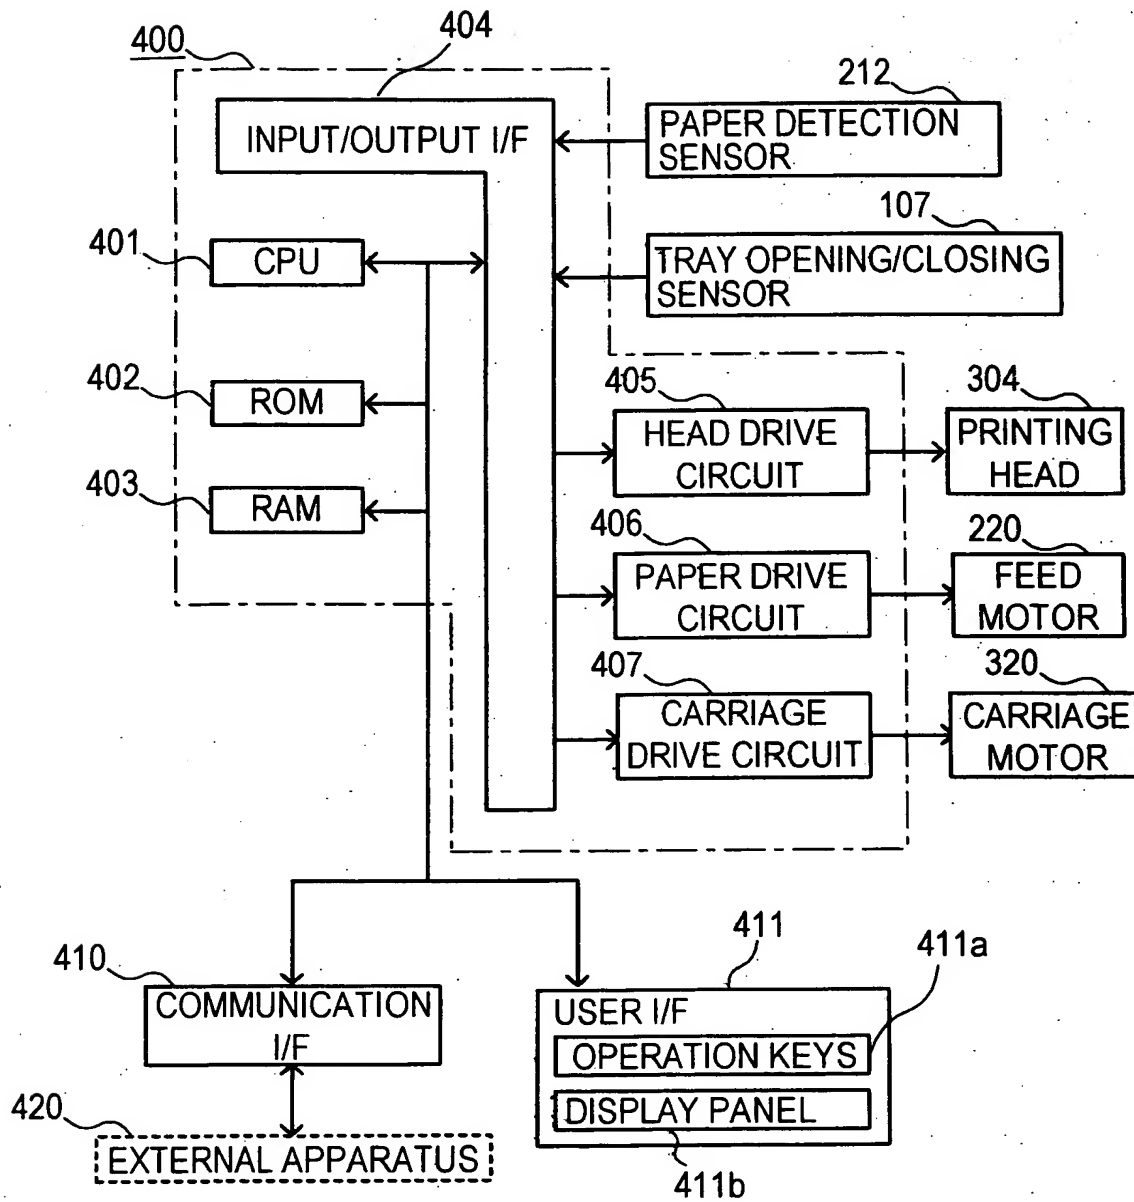 404
400
212
INPUT/OUTPUT I/F
PAPER DETECTION
SENSOR
107
401
CPU
TRAY OPENING/CLOSING
SENSOR
402
ROM
405
304
HEAD DRIVE
CIRCUIT
PRINTING
HEAD
403
RAM
406
220
PAPER DRIVE
CIRCUIT
FEED
MOTOR
407
320
CARRIAGE
DRIVE CIRCUIT
CARRIAGE
MOTOR
410
COMMUNICATION
I/F
411
411a
USER I/F
OPERATION KEYS
DISPLAY PANEL
411b
420
EXTERNAL APPARATUS